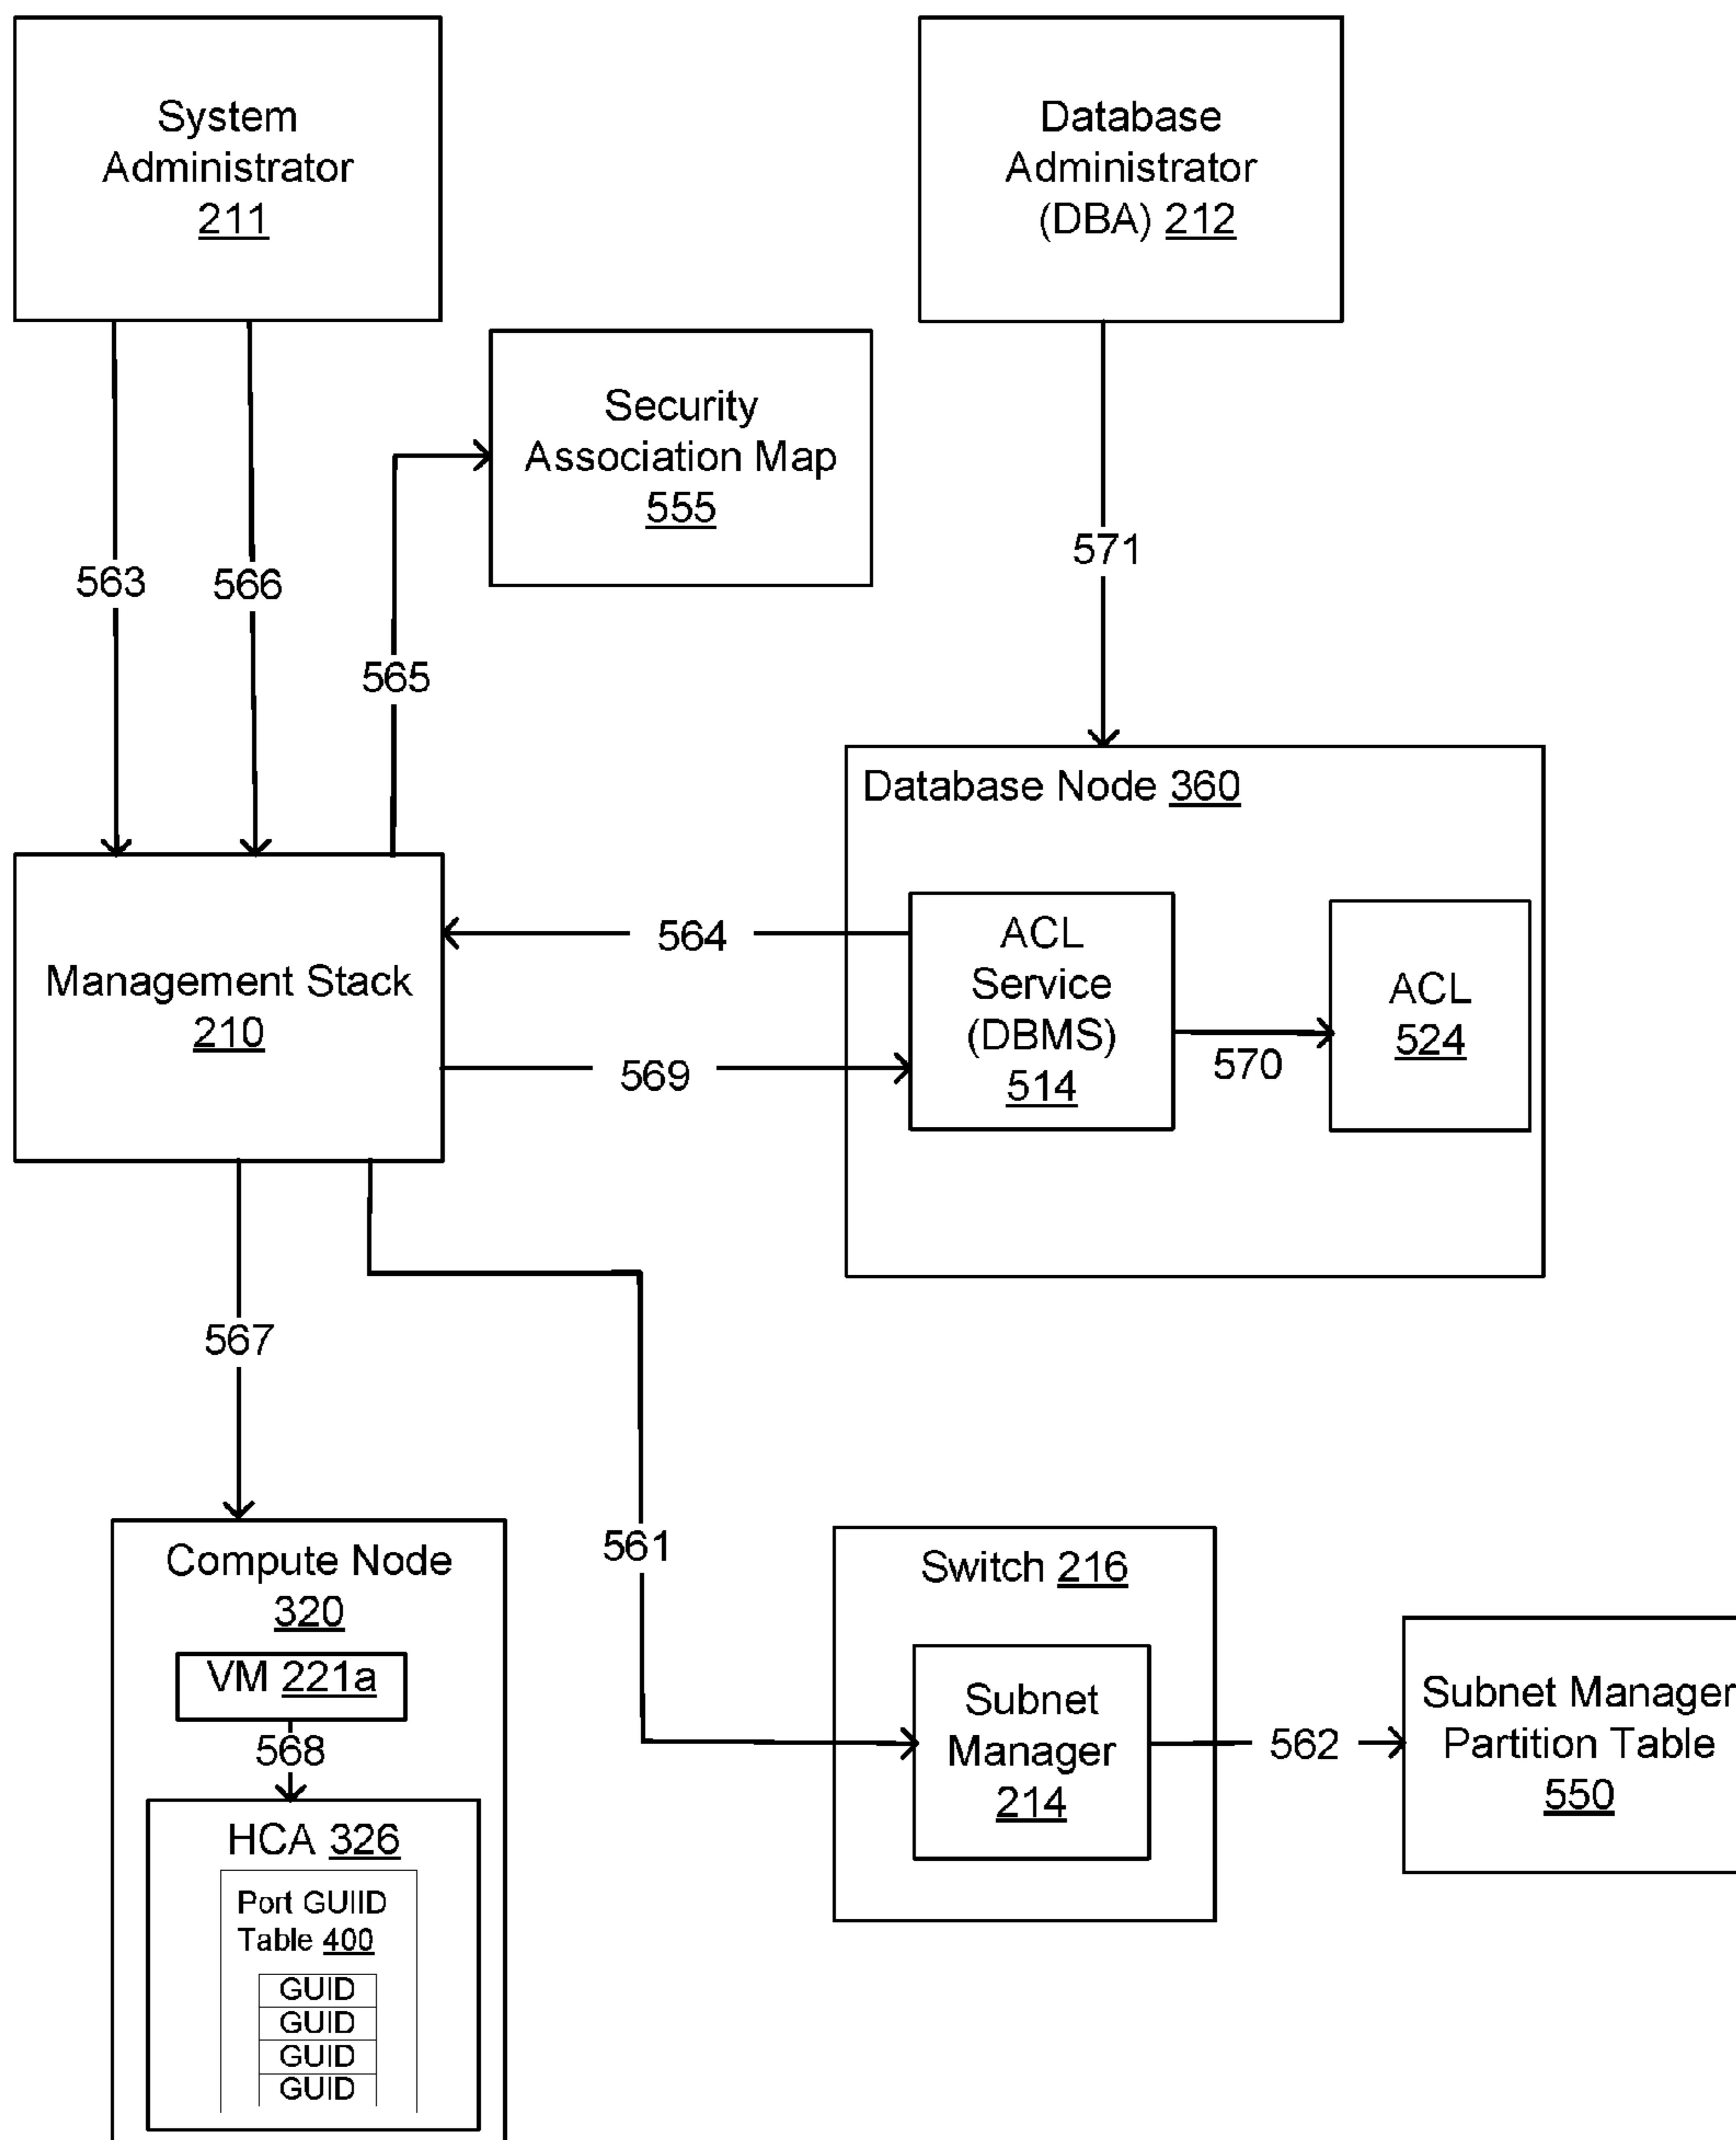 System
Administrator
211
Database
Administrator
(DBA) 212
Security
Association Map
555
563
566
565
571
Database Node 360
Management Stack
210
564
569
ACL
Service
(DBMS)
514
570
ACL
524
567
561
Compute Node
320
VM 221a
568
HCA 326
Port GUIID
Table 400
GUID
GUID
GUID
GUID
Switch 216
Subnet
Manager
214
562
Subnet Manager
Partition Table
550